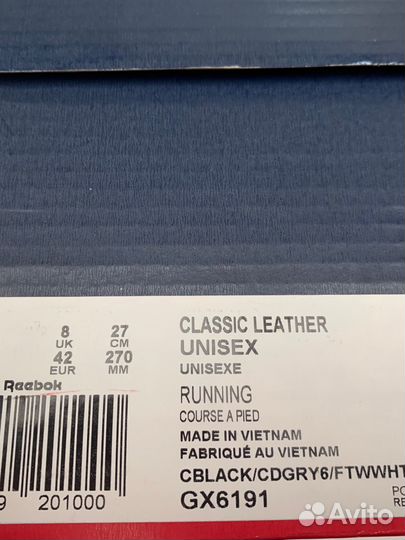 8 27
UK CM
42 270
EUR MM
Reebok
9 201000
CLASSIC LEATHER
UNISEX
UNISEXE
RUNNING
COURSE A PIED
MADE IN VIETNAM
FABRIQUÉ AU VIETNAM
CBLACK/CDGRY6/FTWWHT
GX6191
Avito